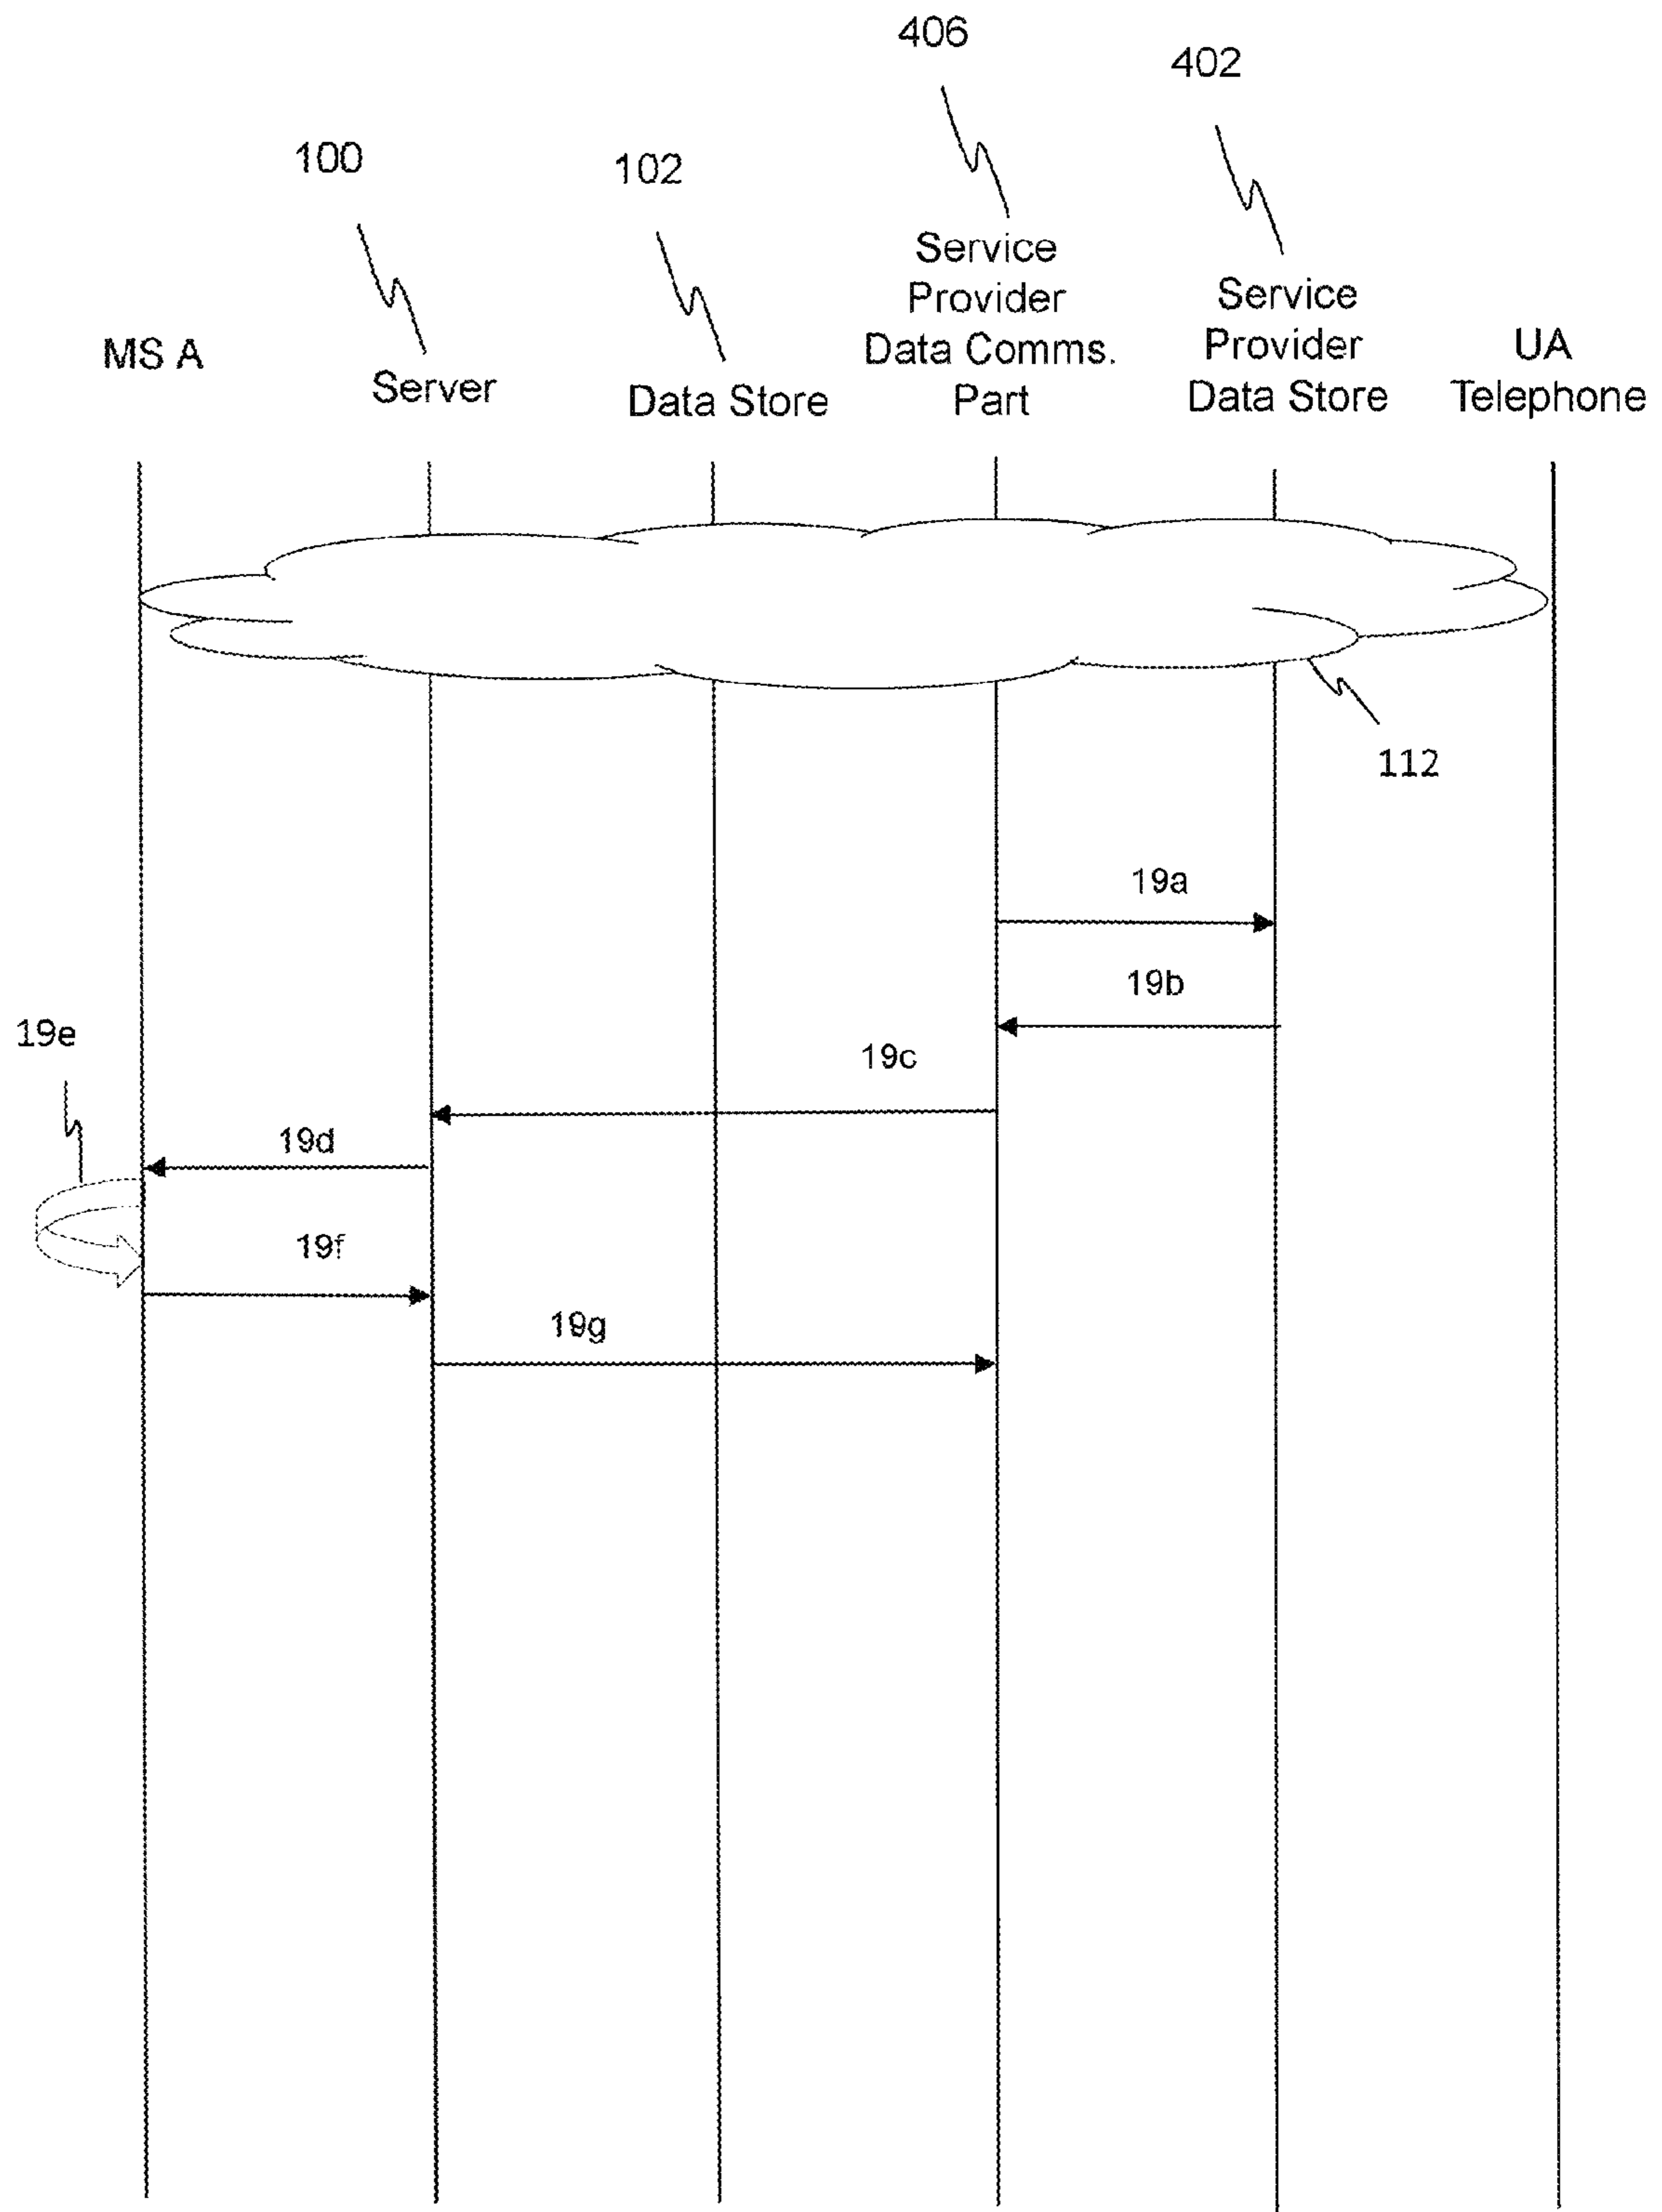 406
402
100
102
Service
Provider
Data Comms.
Part
Service
Provider
Data Store
MS A
Server
Data Store
UA
Telephone
112
19a
19b
19e
19c
19d
19f
19g